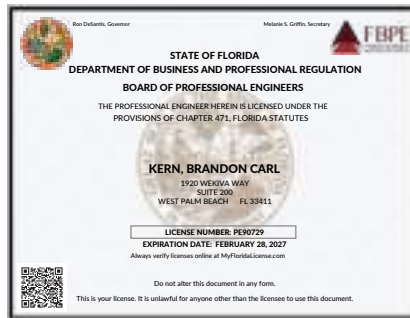 Ron DeSantis, Governor
Melanie S. Griffin, Secretary
FBPE
STATE OF FLORIDA
DEPARTMENT OF BUSINESS AND PROFESSIONAL REGULATION
BOARD OF PROFESSIONAL ENGINEERS
THE PROFESSIONAL ENGINEER HEREIN IS LICENSED UNDER THE
PROVISIONS OF CHAPTER 471, FLORIDA STATUTES
KERN, BRANDON CARL
1920 WEKIVA WAY
SUITE 200
WEST PALM BEACH FL 33411
LICENSE NUMBER: PE90729
EXPIRATION DATE: FEBRUARY 28, 2027
Always verify licenses online at MyFloridaLicense.com
Do not alter this document in any form.
This is your license. It is unlawful for anyone other than the licensee to use this document.